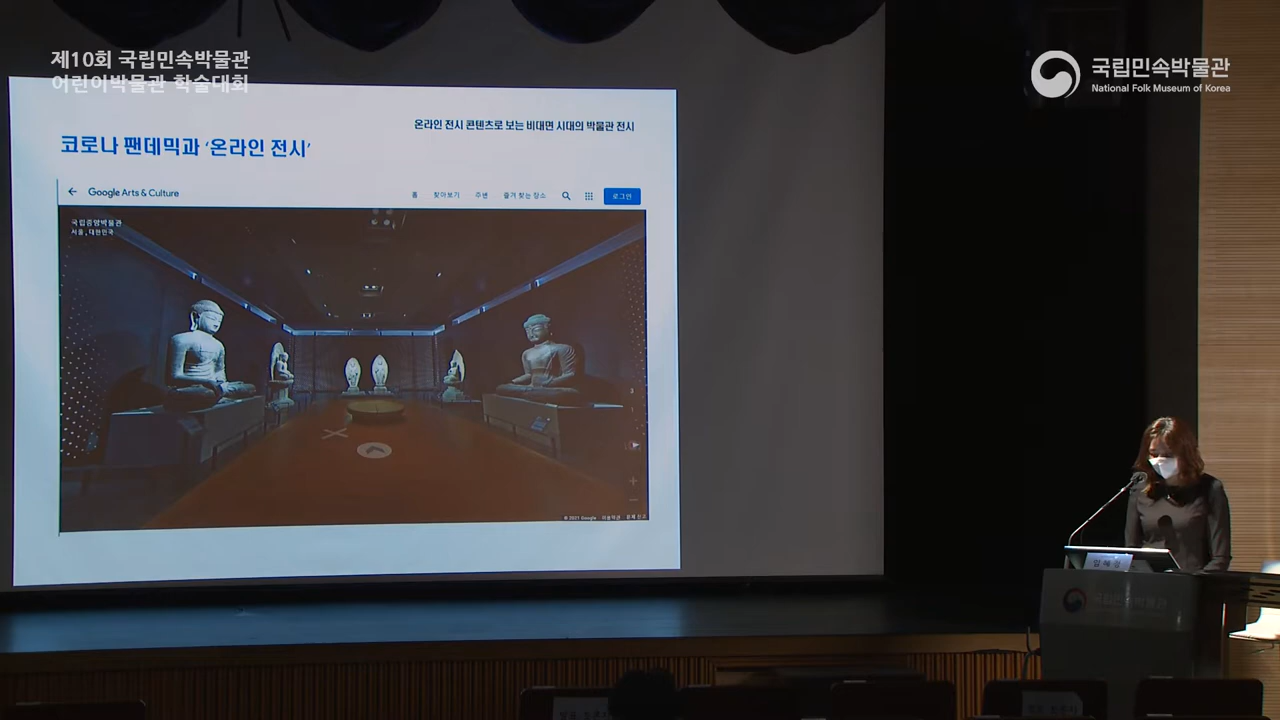 제10회 국립민속박물관
어린이박물관 학술대회
국립민속박물관
National Folk Museum of Korea
온라인 전시 콘텐츠로 보는 비대면 시대의 박물관 전시
코로나 팬데믹과 ‘온라인 전시’
Google Arts & Culture
홈 찾아보기 주변 즐겨 찾는 장소 로그인
국립중앙박물관
서울, 대한민국
© 2021 Google
국립민속박물관